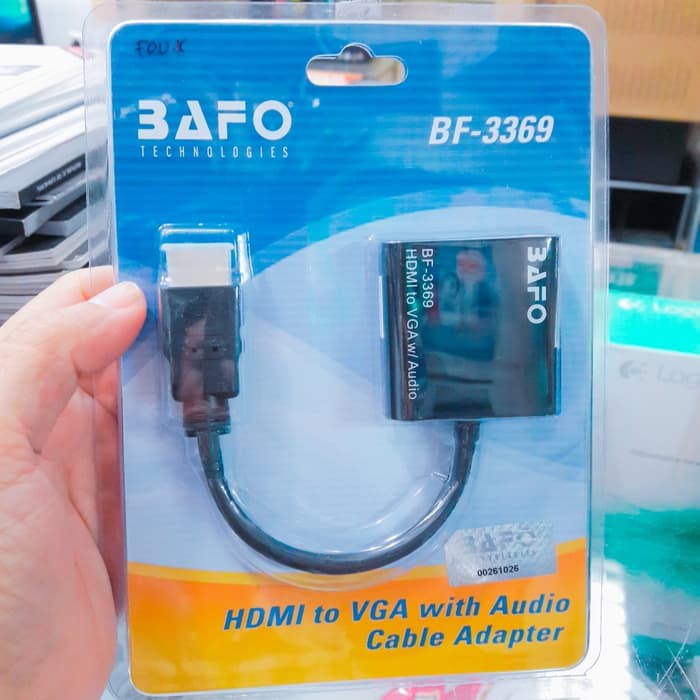 FOU X
BAFO
TECHNOLOGIES
BF-3369
BF-3369
HDMI to VGA w/ Audio
BAFO
BAFO
TECHNOLOGIES
00261026
HDMI to VGA with Audio
Cable Adapter